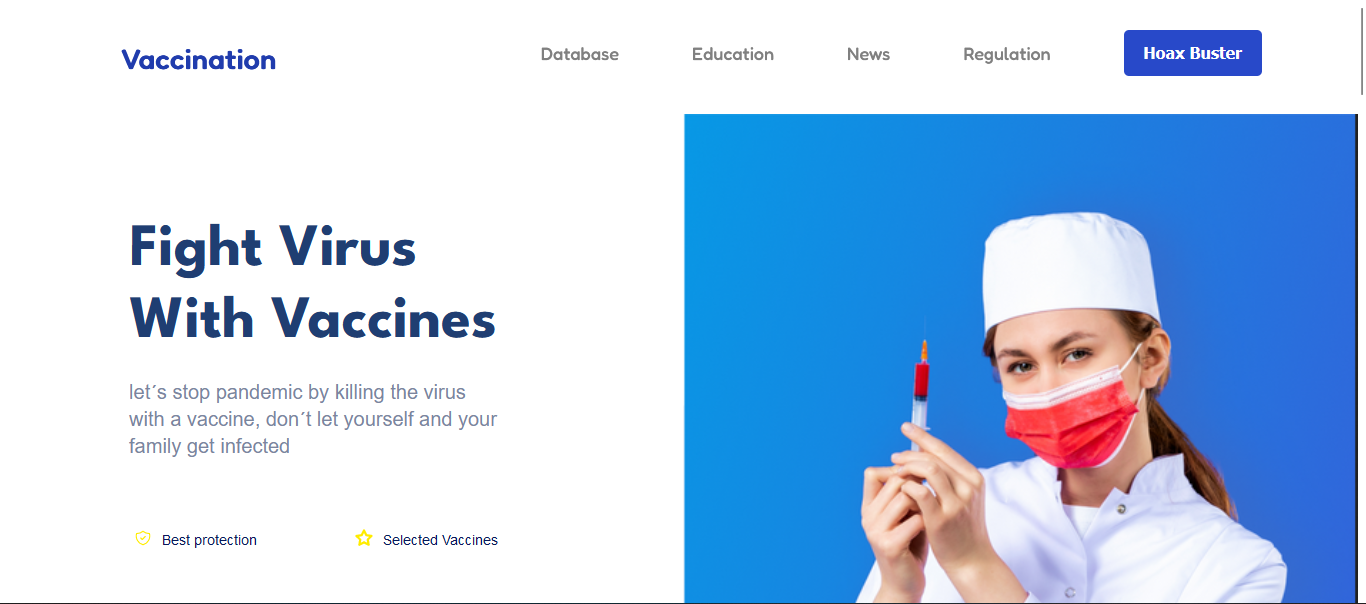 Vaccination
Database
Education
News
Regulation
Hoax Buster
Fight Virus
With Vaccines
let´s stop pandemic by killing the virus
with a vaccine, don´t let yourself and your
family get infected
Best protection
Selected Vaccines